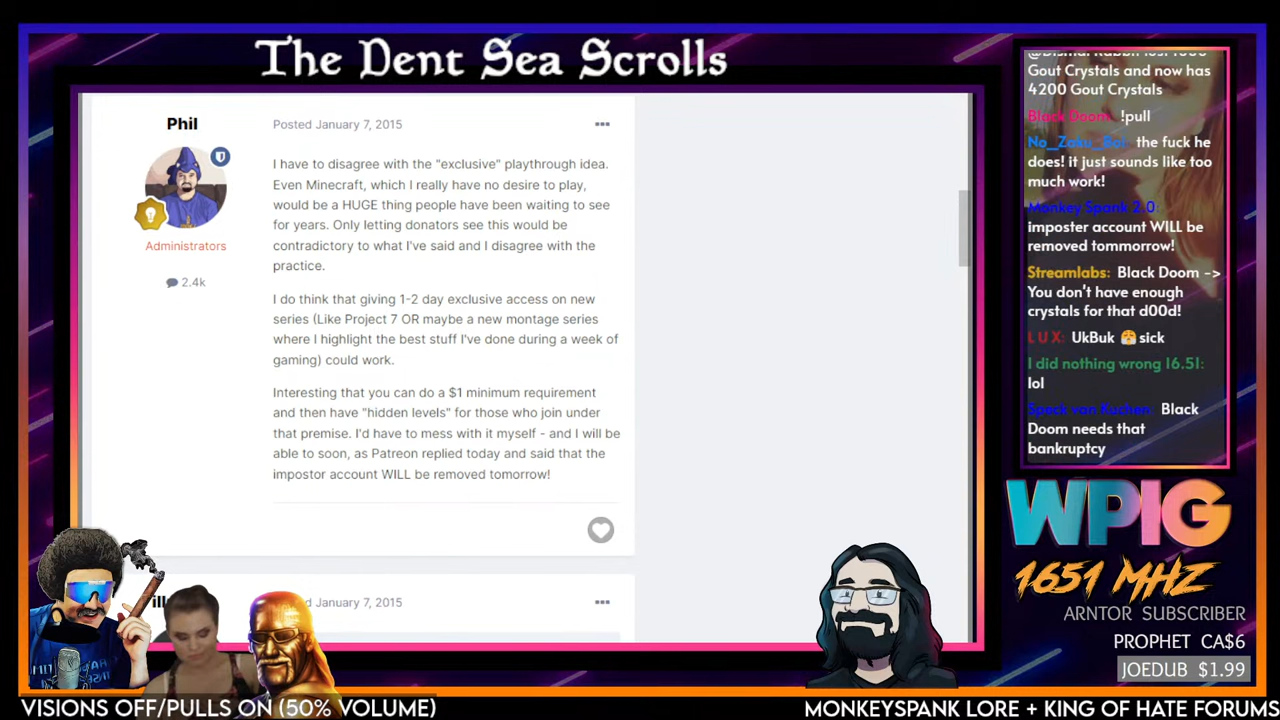 The Dent Sea Scrolls
Phil
Administrators
2.4k
Posted January 7, 2015
I have to disagree with the "exclusive" playthrough idea.
Even Minecraft, which I really have no desire to play,
would be a HUGE thing people have been waiting to see
for years. Only letting donators see this would be
contradictory to what I've said and I disagree with the
practice.
I do think that giving 1-2 day exclusive access on new
series (Like Project 7 OR maybe a new montage series
where I highlight the best stuff I've done during a week of
gaming) could work.
Interesting that you can do a $1 minimum requirement
and then have "hidden levels" for those who join under
that premise. I'd have to mess with it myself - and I will be
able to soon, as Patreon replied today and said that the
impostor account WILL be removed tomorrow!
January 7, 2015
Gout Crystals and now has
4200 Gout Crystals
Black Doom: !pull
the fuck he
does! it just sounds like too
much work!
Monkey Spank 2.0:
imposter account WILL be
removed tommorrow!
Streamlabs: Black Doom ->
You don't have enough
crystals for that d00d!
L U X: UkBuk 😤 sick
I did nothing wrong 16.51:
lol
Speck van Kuchen: Black
Doom needs that
bankruptcy
WPIG
1651 MHZ
ARNTOR SUBSCRIBER
PROPHET CA$6
JOEDUB $1.99
VISIONS OFF/PULLS ON (50% VOLUME)
MONKEYSPANK LORE + KING OF HATE FORUMS